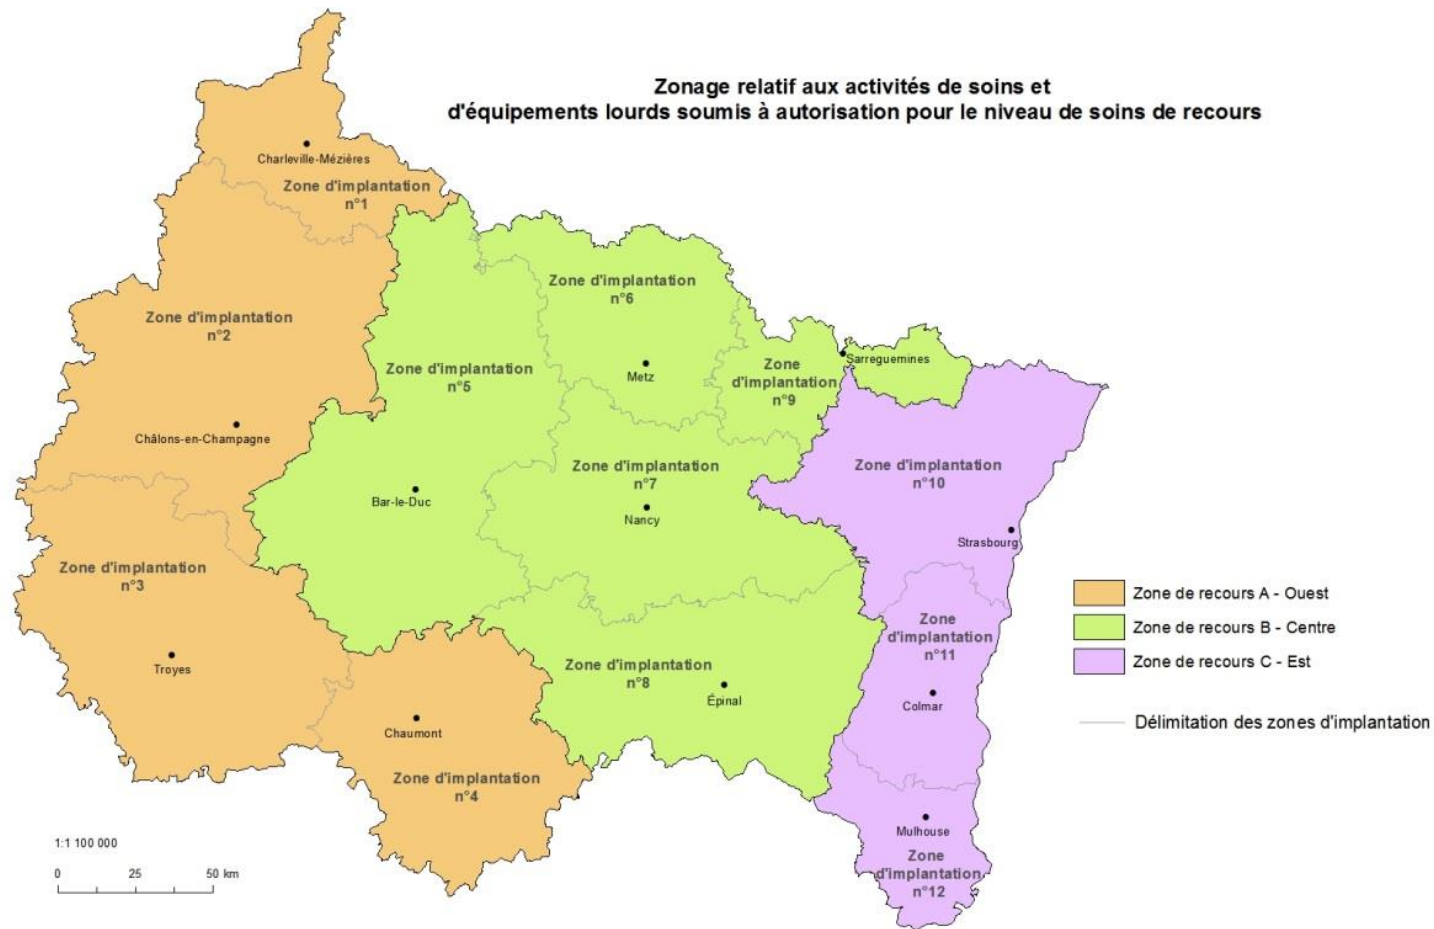 Zonage relatif aux activités de soins et
d'équipements lourds soumis à autorisation pour le niveau de soins de recours
Charleville-Mézières
Zone d'implantation
n°1
Zone d'implantation
n°2
Châlons-en-Champagne
Zone d'implantation
n°3
Troyes
Chaumont
Zone d'implantation
n°4
Zone d'implantation
n°5
Bar-le-Duc
Zone d'implantation
n°6
Metz
Zone d'implantation
n°7
Nancy
Zone d'implantation
n°8
Épinal
Zone
d'implantation
n°9
Sarreguemines
Zone d'implantation
n°10
Strasbourg
Zone
d'implantation
n°11
Colmar
Mulhouse
Zone
d'implantation
n°12
Zone de recours A - Ouest
Zone de recours B - Centre
Zone de recours C - Est
Délimitation des zones d'implantation
1:1 100 000
0 25 50 km